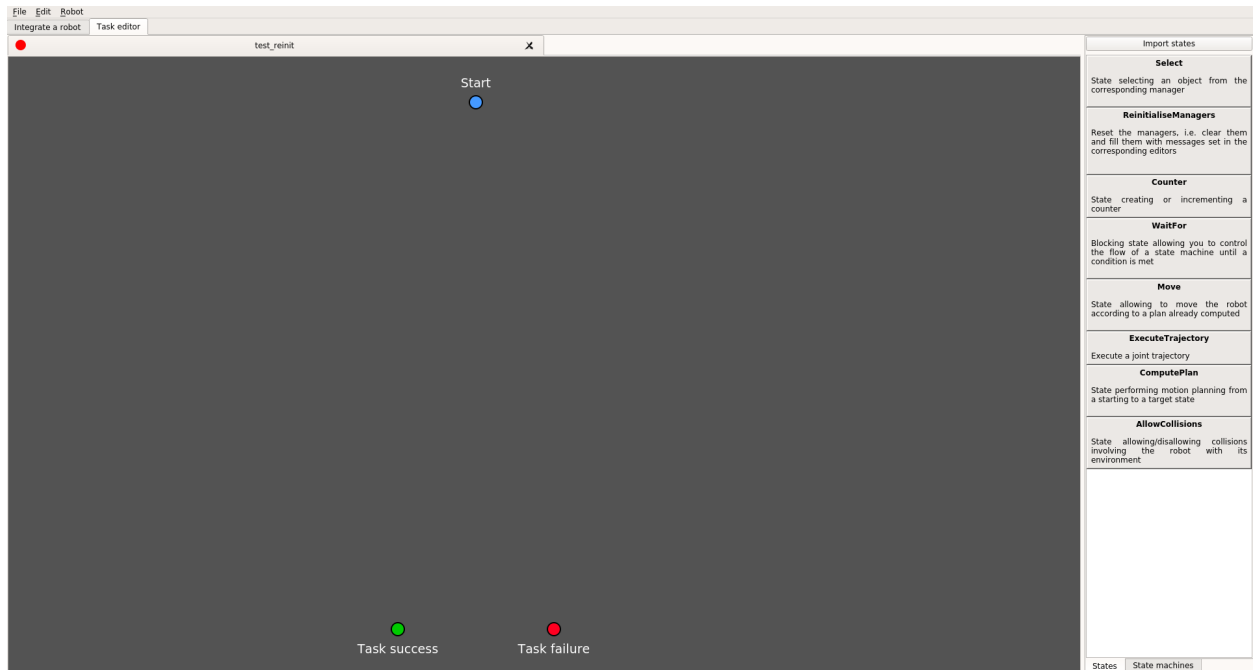 File Edit Robot
Integrate a robot Task editor
test_reinit
Import states
Start
Select
State selecting an object from the
corresponding manager
ReinitialiseManagers
Reset the managers, i.e. clear them
and fill them with messages set in the
corresponding editors
Counter
State creating or incrementing a
counter
WaitFor
Blocking state allowing you to control
the flow of a state machine until a
condition is met
Move
State allowing to move the robot
according to a plan already computed
ExecuteTrajectory
Execute a joint trajectory
ComputePlan
State performing motion planning from
a starting to a target state
AllowCollisions
State allowing/disallowing collisions
involving the robot with its
environment
Task success Task failure
States State machines